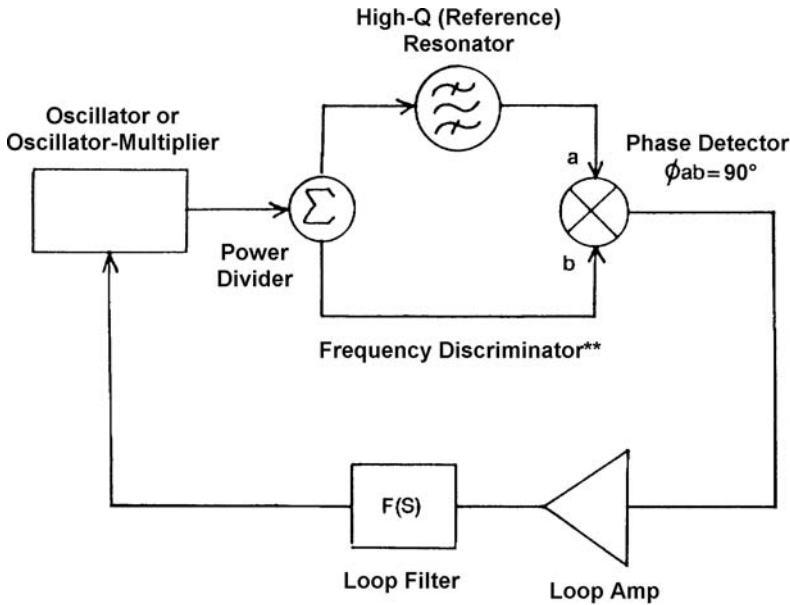 High-Q (Reference)
Resonator
Oscillator or
Oscillator-Multiplier
a
Phase Detector
ϕab = 90°
Σ
Power
Divider
b
Frequency Discriminator**
F(S)
Loop Filter
Loop Amp